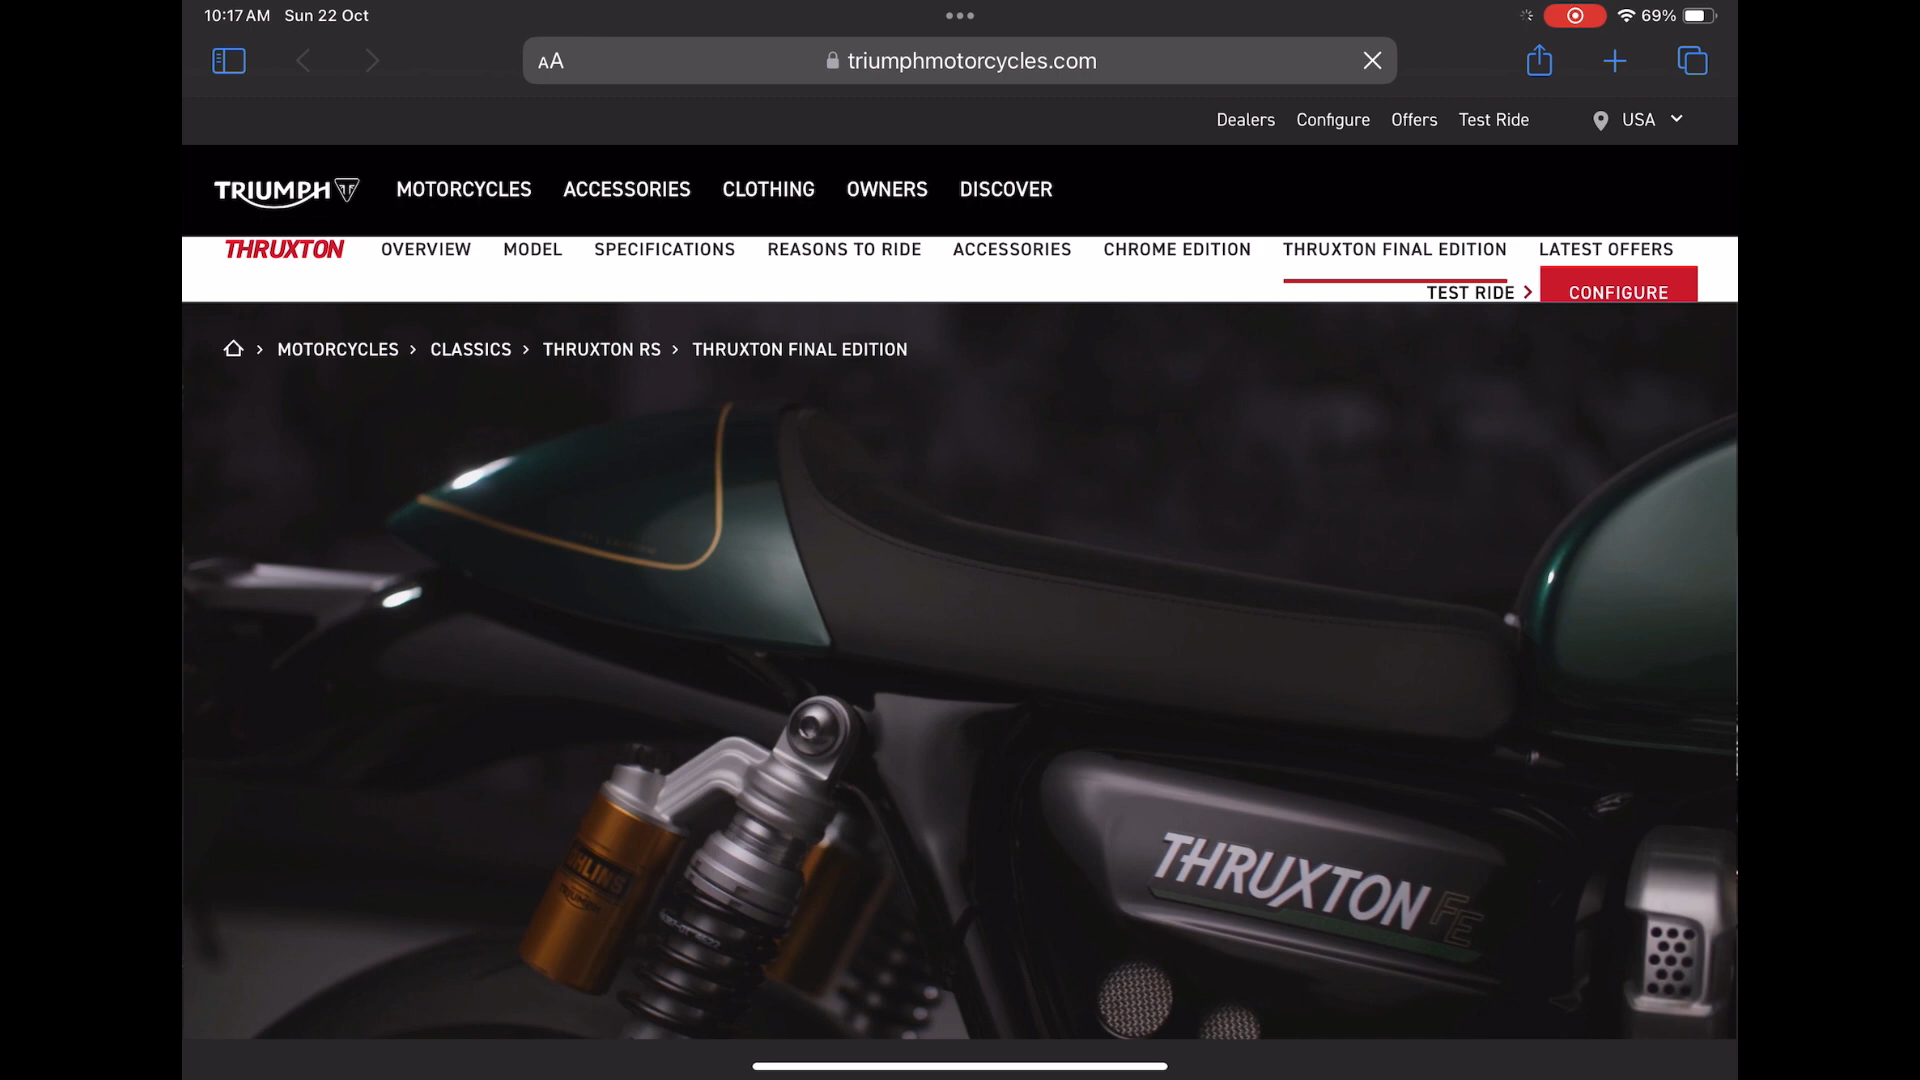 10:17 AM Sun 22 Oct
69%
AA
triumphmotorcycles.com
Dealers Configure Offers Test Ride USA
TRIUMPH MOTORCYCLES ACCESSORIES CLOTHING OWNERS DISCOVER
THRUXTON OVERVIEW MODEL SPECIFICATIONS REASONS TO RIDE ACCESSORIES CHROME EDITION THRUXTON FINAL EDITION LATEST OFFERS
TEST RIDE CONFIGURE
MOTORCYCLES > CLASSICS > THRUXTON RS > THRUXTON FINAL EDITION
ÖHLINS
TRIUMPH
THRUXTON FE